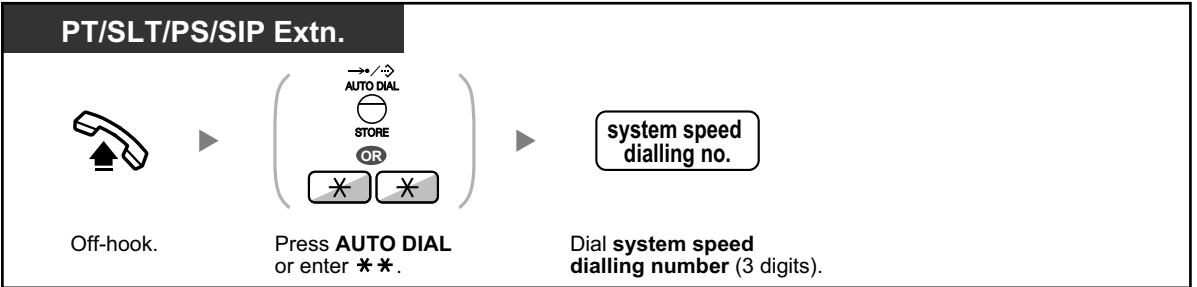 PT/SLT/PS/SIP Extn.
AUTO DIAL
STORE
OR
✱ ✱
system speed
dialling no.
Off-hook.
Press AUTO DIAL
or enter ✱✱.
Dial system speed
dialling number (3 digits).